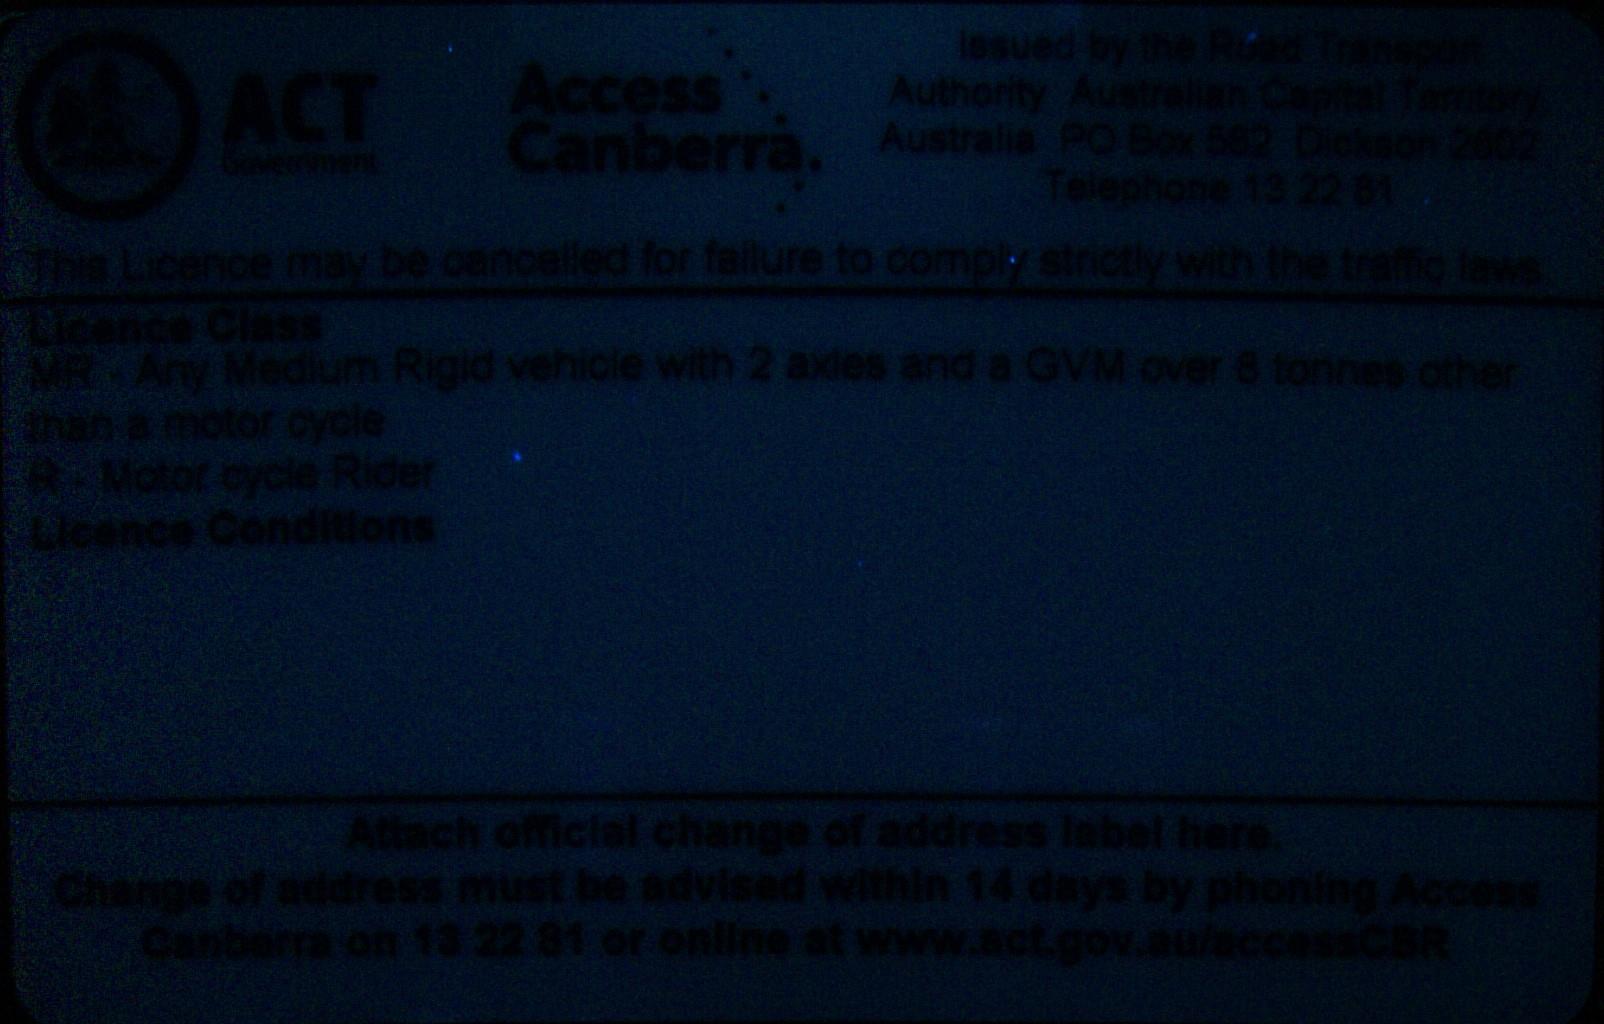 ACT
Government
Access
Canberra.
Issued by the Road Transport
Authority Australian Capital Territory,
Australia PO Box 582 Dickson 2602
Telephone 13 22 81
This Licence may be cancelled for failure to comply strictly with the traffic laws.
Licence Class
MR - Any Medium Rigid vehicle with 2 axles and a GVM over 8 tonnes other
than a motor cycle
R - Motor cycle Rider
Licence Conditions
Attach official change of address label here.
Change of address must be advised within 14 days by phoning Access
Canberra on 13 22 81 or online at www.act.gov.au/accessCBR